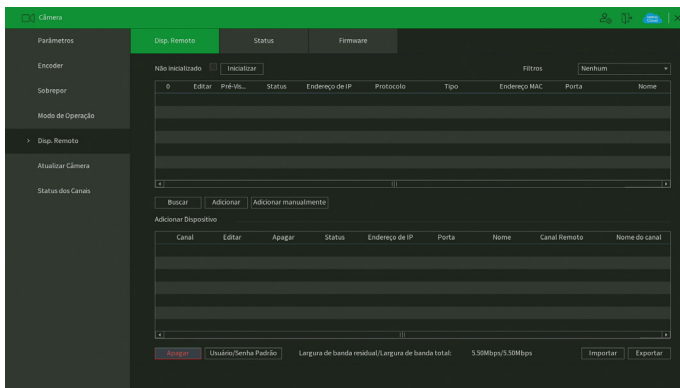 Câmera
Parâmetros
Encoder
Sobrepor
Modo de Operação
> Disp. Remoto
Atualizar Câmera
Status dos Canais
Disp. Remoto Status Firmware
Não inicializado Inicializar Filtros Nenhum
0 Editar Pré-Vis... Status Endereço de IP Protocolo Tipo Endereço MAC Porta Nome
Buscar Adicionar Adicionar manualmente
Adicionar Dispositivo
Canal Editar Apagar Status Endereço de IP Porta Nome Canal Remoto Nome do canal
Apagar Usuário/Senha Padrão Largura de banda residual/Largura de banda total: 5.50Mbps/5.50Mbps Importar Exportar